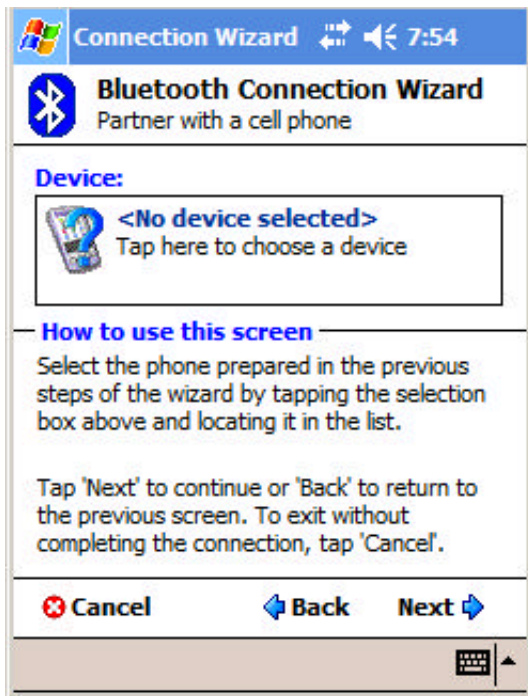 Connection Wizard 7:54
Bluetooth Connection Wizard
Partner with a cell phone
Device:
<No device selected>
Tap here to choose a device
How to use this screen
Select the phone prepared in the previous
steps of the wizard by tapping the selection
box above and locating it in the list.
Tap 'Next' to continue or 'Back' to return to
the previous screen. To exit without
completing the connection, tap 'Cancel'.
Cancel Back Next